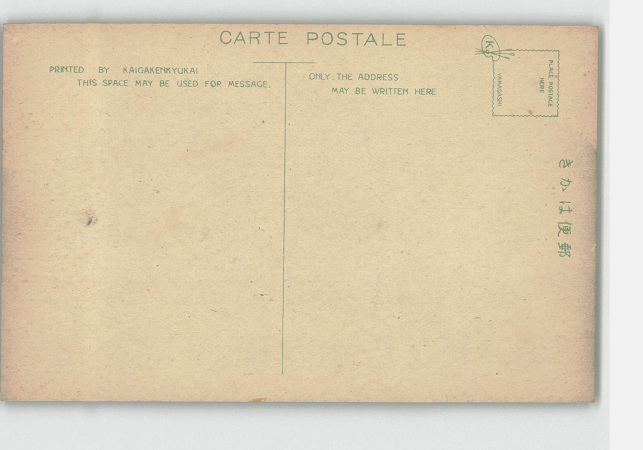 CARTE POSTALE
PRINTED BY KAIGAKENKYUKAI
THIS SPACE MAY BE USED FOR MESSAGE.
ONLY THE ADDRESS
MAY BE WRITTEN HERE
K
PLACE POSTAGE
HERE
きかは便郵